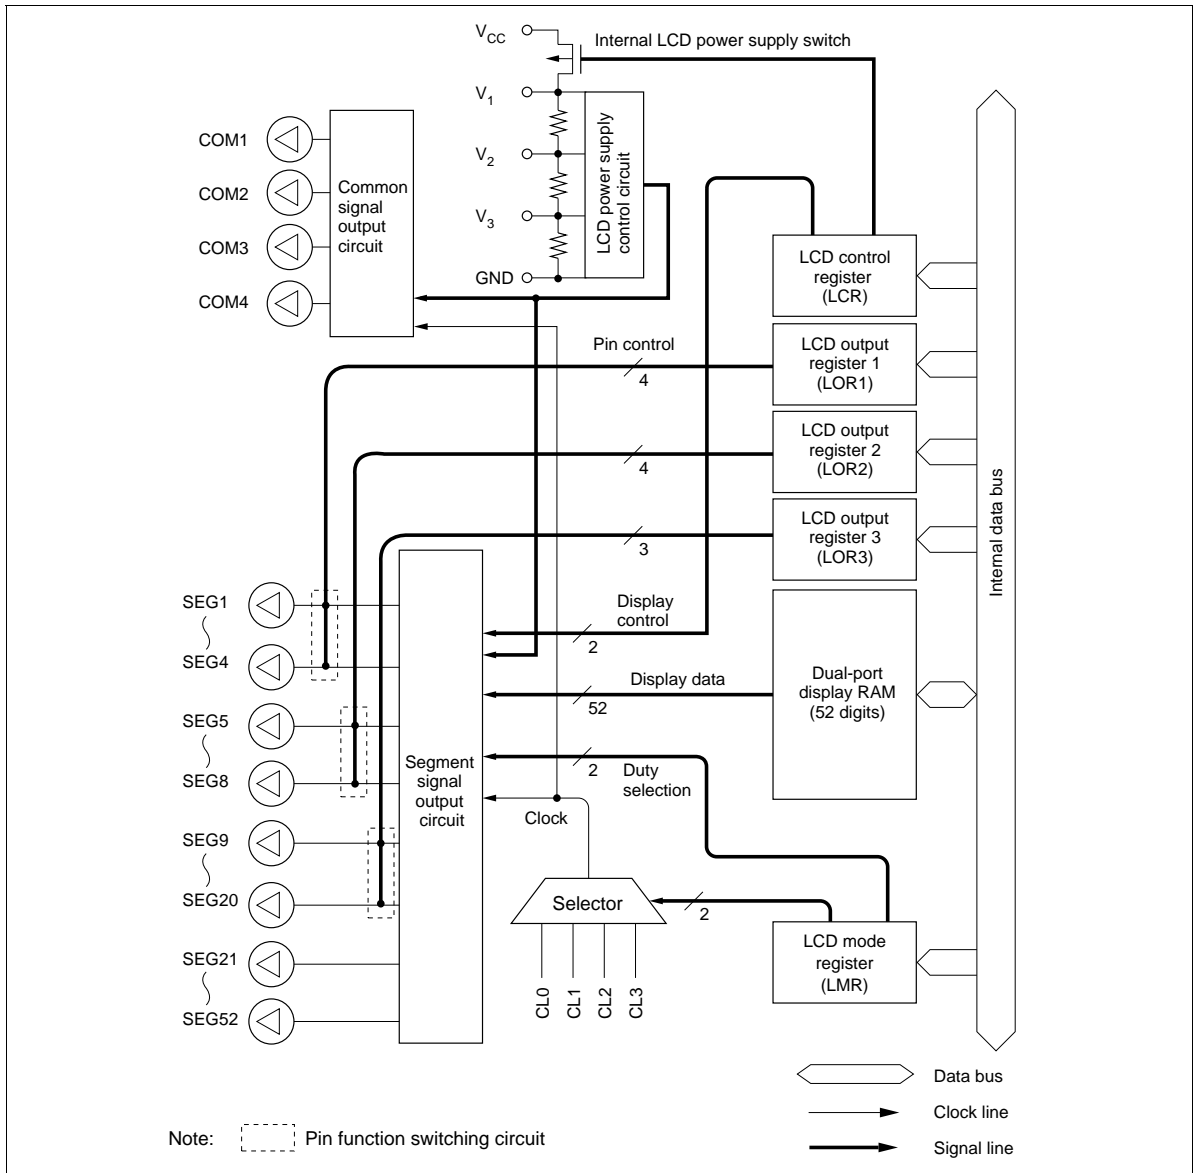 VCC
Internal LCD power supply switch
V1
V2
V3
GND
LCD power supply
control circuit
COM1
COM2
COM3
COM4
Common
signal
output
circuit
LCD control
register
(LCR)
Pin control
4
LCD output
register 1
(LOR1)
4
LCD output
register 2
(LOR2)
3
LCD output
register 3
(LOR3)
Internal data bus
SEG1
SEG4
SEG5
SEG8
SEG9
SEG20
SEG21
SEG52
Segment
signal
output
circuit
Display
control
2
Display data
52
Dual-port
display RAM
(52 digits)
2
Duty
selection
Clock
Selector
2
CL0
CL1
CL2
CL3
LCD mode
register
(LMR)
Data bus
Clock line
Signal line
Note:
Pin function switching circuit